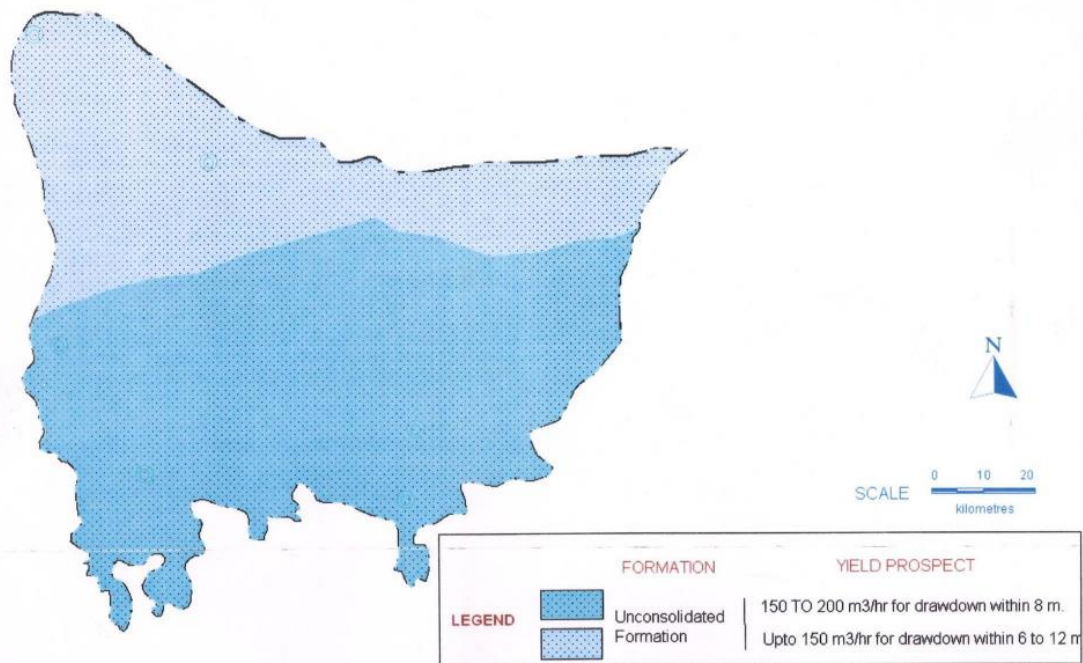 N
0 10 20
SCALE
kilometres
FORMATION YIELD PROSPECT
LEGEND
Unconsolidated
Formation
150 TO 200 m3/hr for drawdown within 8 m.
Upto 150 m3/hr for drawdown within 6 to 12 m